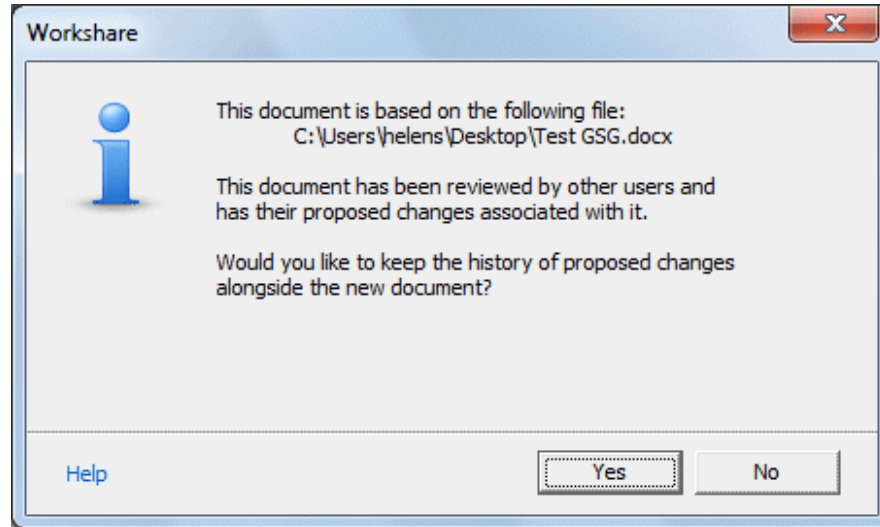 Workshare
This document is based on the following file:
C:\Users\helens\Desktop\Test GSG.docx
This document has been reviewed by other users and
has their proposed changes associated with it.
Would you like to keep the history of proposed changes
alongside the new document?
Help
Yes
No